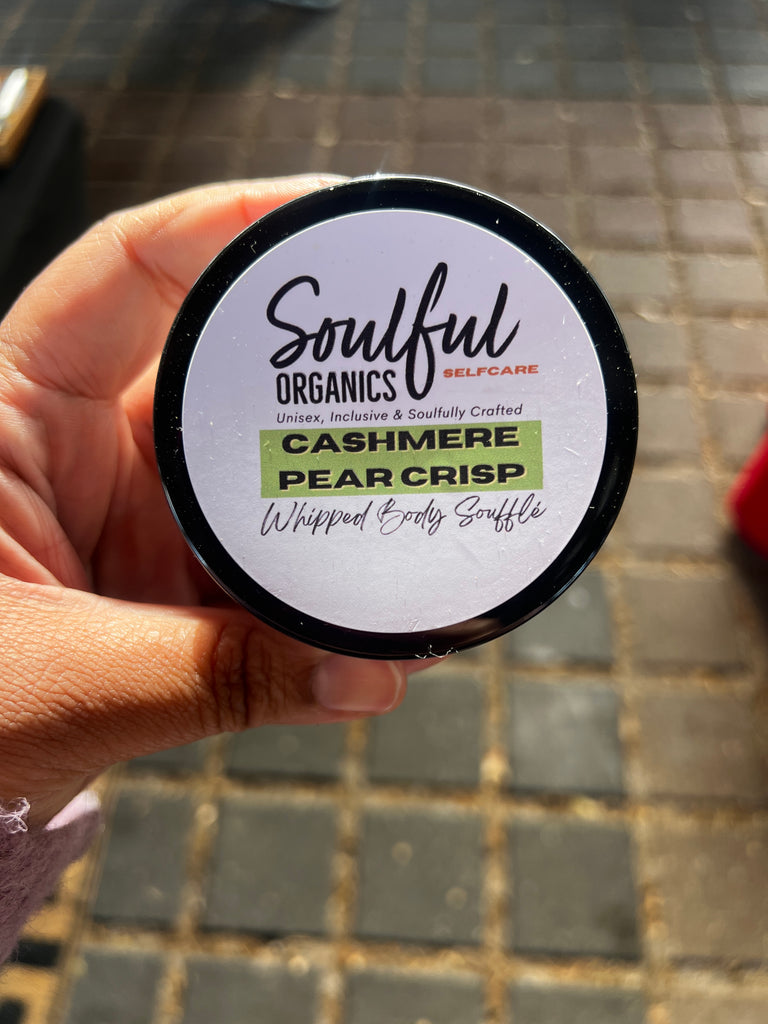 Soulful
ORGANICS SELFCARE
Unisex, Inclusive & Soulfully Crafted
CASHMERE
PEAR CRISP
Whipped Body Soufflé